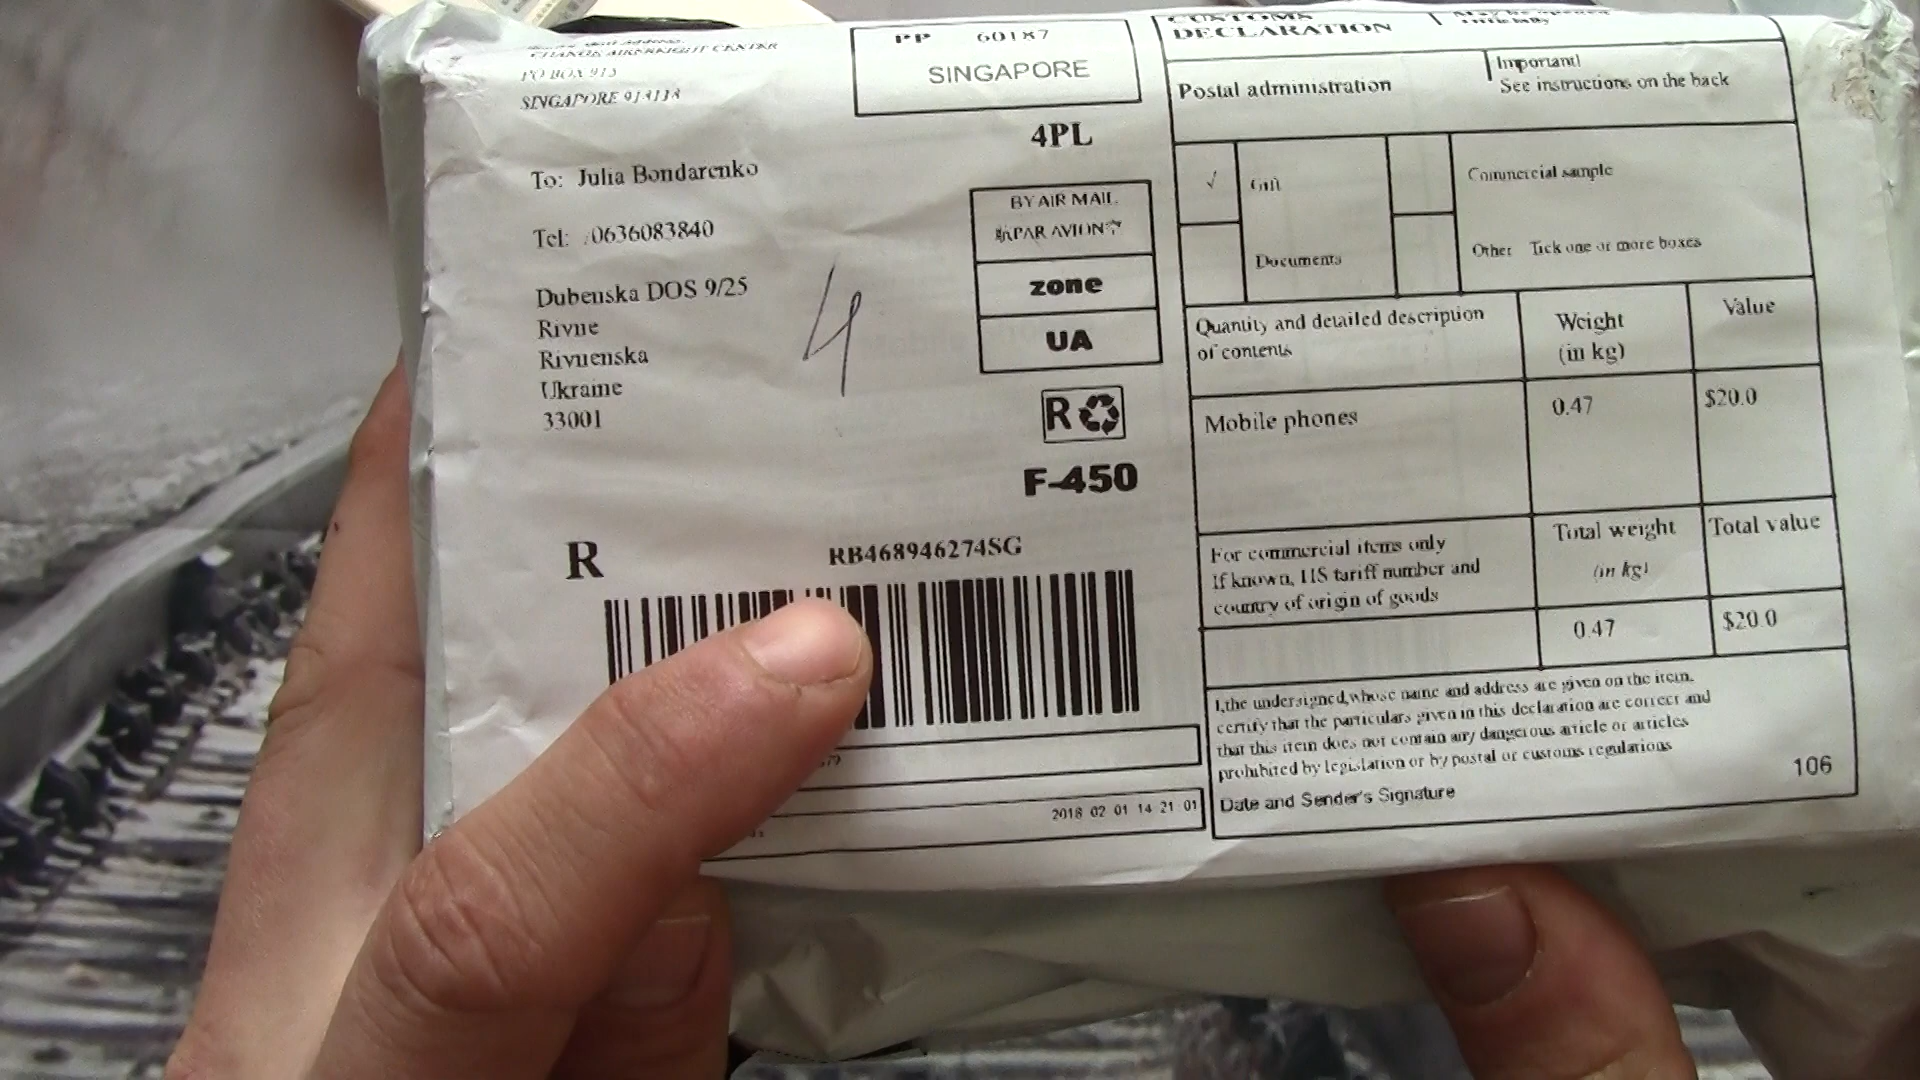 PO BOX 915
SINGAPORE 918138
PP 60187
SINGAPORE
4PL
To: Julia Bondarenko
Tel: 0636083840
Dubenska DOS 9/25
Rivne
Rivnenska
Ukraine
33001
4
BY AIR MAIL
PAR AVION
zone
UA
R
F-450
R
RB468946274SG
2018 02 01 14 21 01
CUSTOMS
DECLARATION
May be opened
Officially
Postal administration
Important!
See instructions on the back
√ Gift
Commercial sample
Documents
Other Tick one or more boxes
Quantity and detailed description
of contents
Weight
(in kg)
Value
Mobile phones
0.47
$20.0
For commercial items only
If known, HS tariff number and
country of origin of goods
Total weight
(in kg)
Total value
0.47
$20.0
I,the undersigned,whose name and address are given on the item,
certify that the particulars given in this declaration are correct and
that this item does not contain any dangerous article or articles
prohibited by legislation or by postal or customs regulations
Date and Sender's Signature
106